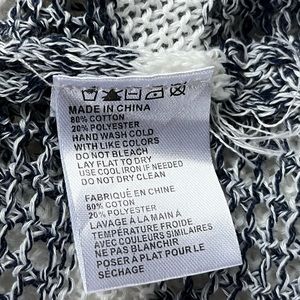 MADE IN CHINA
80% COTTON
20% POLYESTER
HAND WASH COLD
WITH LIKE COLORS
DO NOT BLEACH
LAY FLAT TO DRY
USE COOLIRON IF NEEDED
DO NOT DRY CLEAN
FABRIQUÉ EN CHINE
80% COTON
20% POLYESTER
LAVAGE À LA MAIN À
TEMPÉRATURE FROIDE
AVEC COULEURS SIMILAIRES
NE PAS BLANCHIR
POSER À PLAT POUR LE
SÉCHAGE